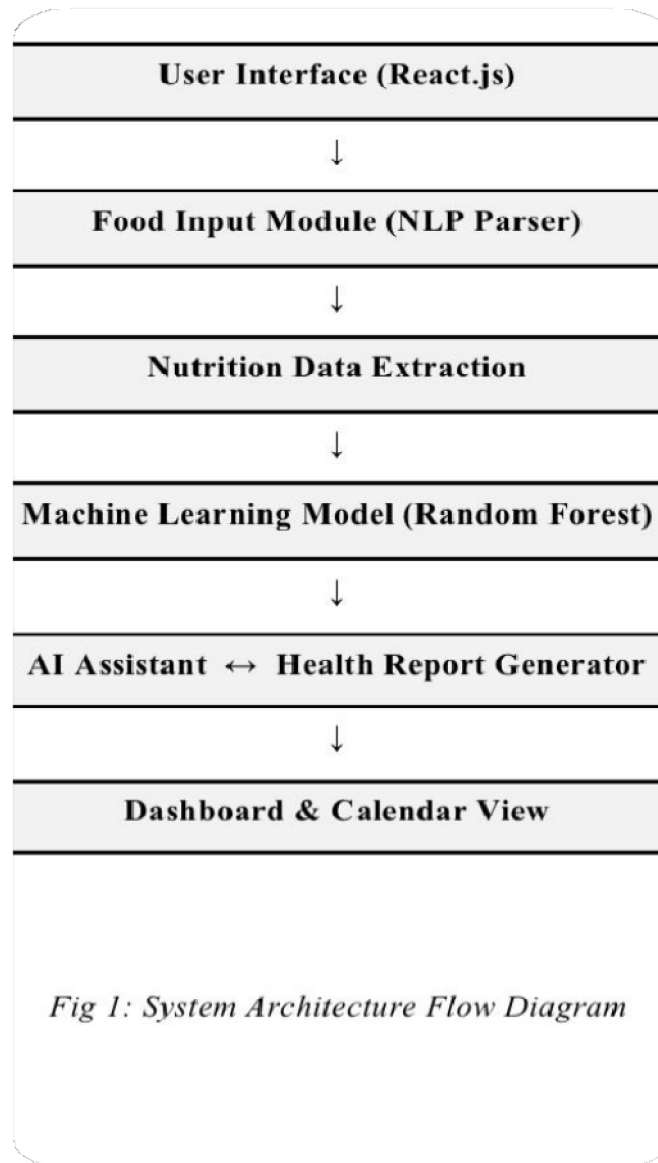 User Interface (React.js)
↓
Food Input Module (NLP Parser)
↓
Nutrition Data Extraction
↓
Machine Learning Model (Random Forest)
↓
AI Assistant ↔ Health Report Generator
↓
Dashboard & Calendar View
Fig 1: System Architecture Flow Diagram